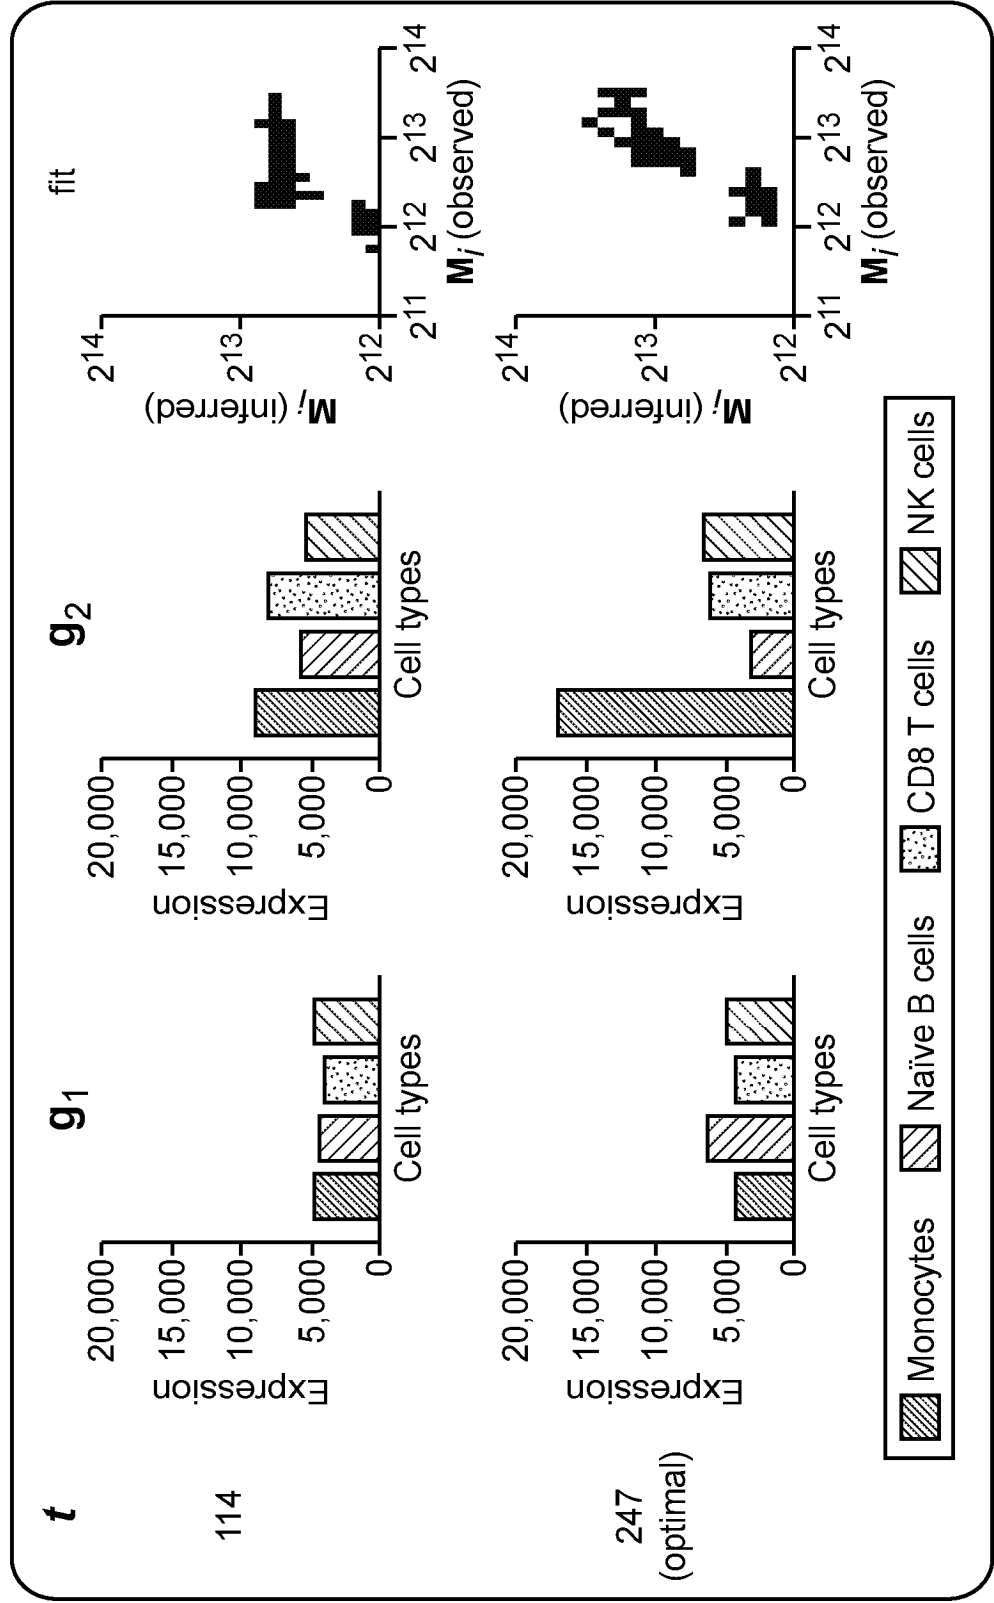 t
g1
g2
fit
114
Expression
20,000
15,000
10,000
5,000
0
Cell types
Expression
20,000
15,000
10,000
5,000
0
Cell types
Mi (inferred)
2^14
2^13
2^12
2^11
2^12
2^13
2^14
Mi (observed)
247
(optimal)
Expression
20,000
15,000
10,000
5,000
0
Cell types
Expression
20,000
15,000
10,000
5,000
0
Cell types
Mi (inferred)
2^14
2^13
2^12
2^11
2^12
2^13
2^14
Mi (observed)
Monocytes
Naïve B cells
CD8 T cells
NK cells